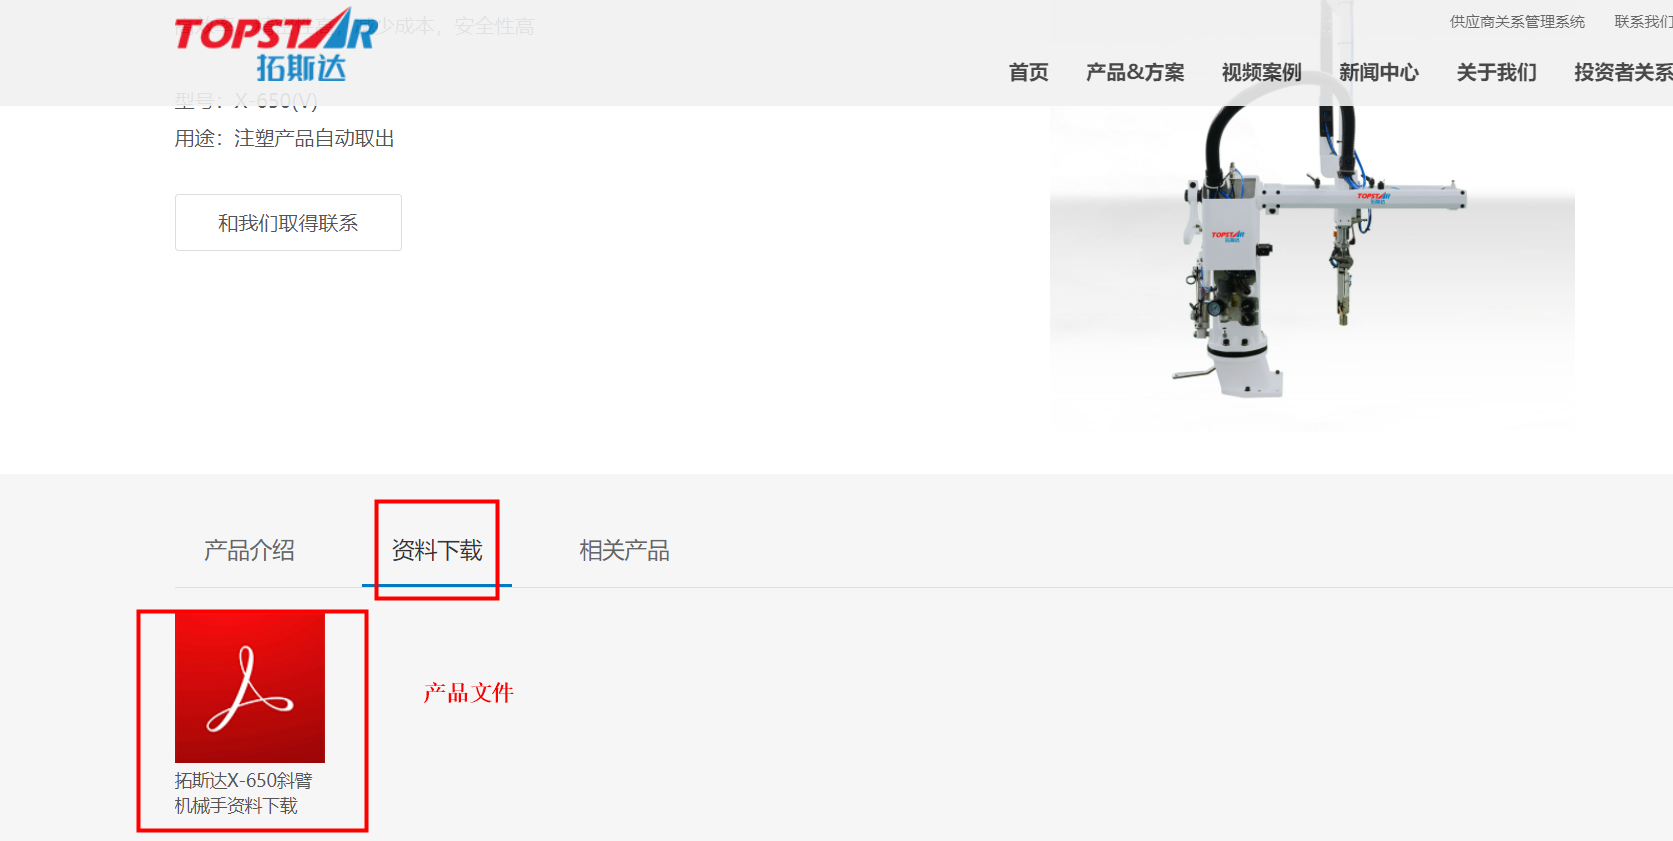 供应商关系管理系统 联系我们
TOPSTAR
拓斯达
少成本，安全性高
首页 产品&方案 视频案例 新闻中心 关于我们 投资者关系
型号：X-650(V)
用途：注塑产品自动取出
和我们取得联系
TOPSTAR
拓斯达
TOPSTAR
拓斯达
产品介绍 资料下载 相关产品
产品文件
拓斯达X-650斜臂
机械手资料下载